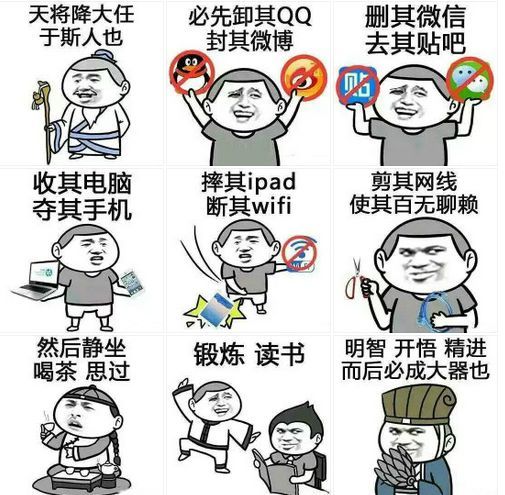 天将降大任
于斯人也
必先卸其QQ
封其微博
删其微信
去其贴吧
贴
收其电脑
夺其手机
摔其ipad
断其wifi
剪其网线
使其百无聊赖
然后静坐
喝茶 思过
锻炼 读书
明智 开悟 精进
而后必成大器也